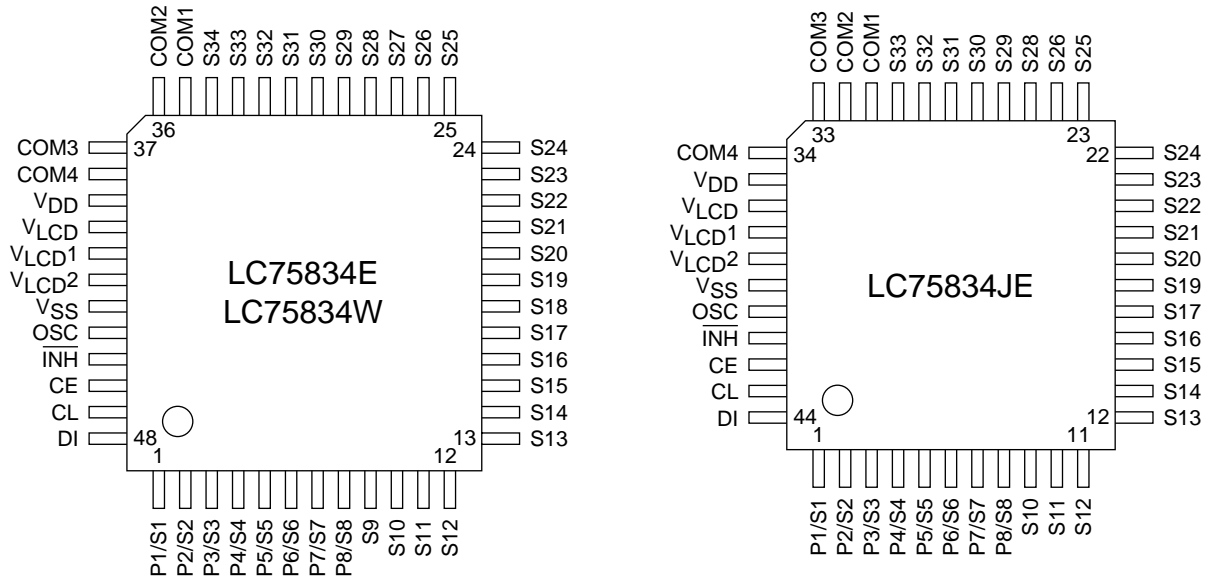 COM2
COM1
S34
S33
S32
S31
S30
S29
S28
S27
S26
S25
36
25
COM3
37
24
S24
COM4
S23
VDD
S22
VLCD
S21
VLCD1
S20
VLCD2
S19
VSS
S18
OSC
S17
INH
S16
CE
S15
CL
S14
DI
48
13
S13
1
12
LC75834E
LC75834W
P1/S1
P2/S2
P3/S3
P4/S4
P5/S5
P6/S6
P7/S7
P8/S8
S9
S10
S11
S12
COM3
COM2
COM1
S33
S32
S31
S30
S29
S28
S26
S25
33
23
COM4
34
22
S24
VDD
S23
VLCD
S22
VLCD1
S21
VLCD2
S20
VSS
S19
OSC
S17
INH
S16
CE
S15
CL
S14
DI
44
12
S13
1
11
LC75834JE
P1/S1
P2/S2
P3/S3
P4/S4
P5/S5
P6/S6
P7/S7
P8/S8
S10
S11
S12